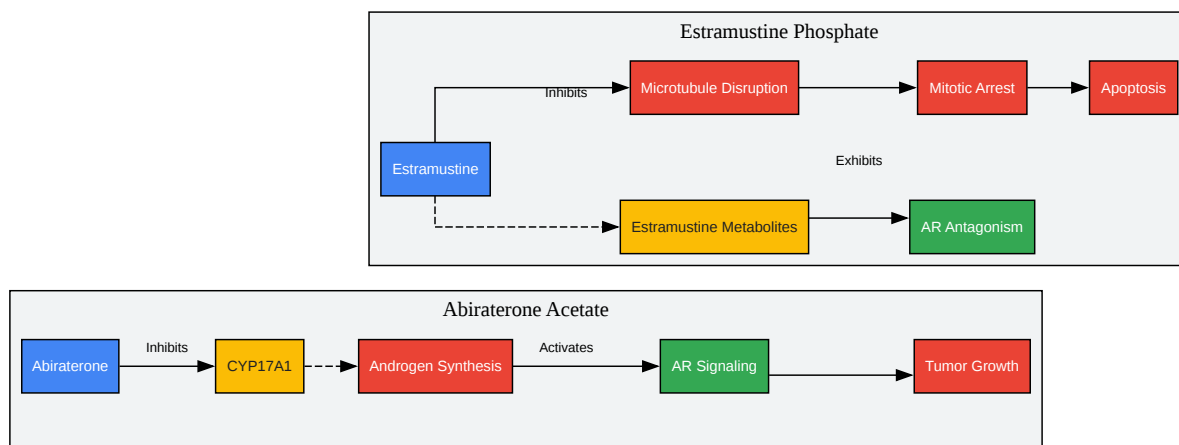 Estramustine Phosphate
Inhibits
Microtubule Disruption
Mitotic Arrest
Apoptosis
Estramustine
Exhibits
Estramustine Metabolites
AR Antagonism
Abiraterone Acetate
Abiraterone
Inhibits
CYP17A1
Androgen Synthesis
Activates
AR Signaling
Tumor Growth